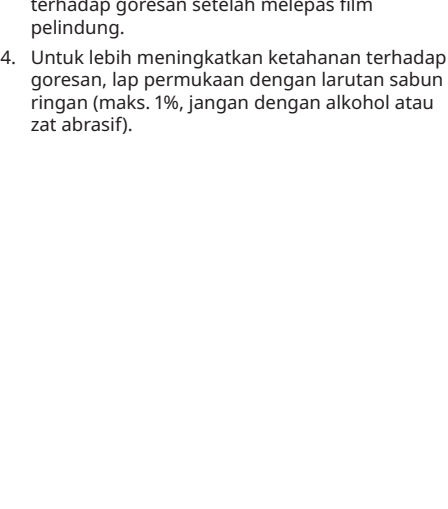 terhadap goresan setelah melepas film
pelindung.
4. Untuk lebih meningkatkan ketahanan terhadap
goresan, lap permukaan dengan larutan sabun
ringan (maks. 1%, jangan dengan alkohol atau
zat abrasif).